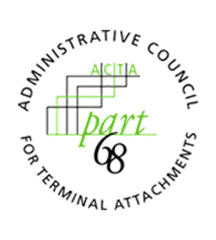 ADMINISTRATIVE COUNCIL
ACTA
part
68
FOR TERMINAL ATTACHMENTS